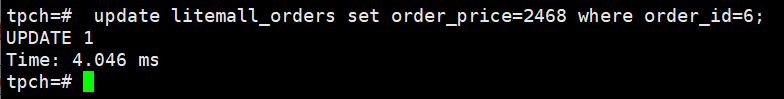 tpch=#  update litemall_orders set order_price=2468 where order_id=6;
UPDATE 1
Time: 4.046 ms
tpch=#